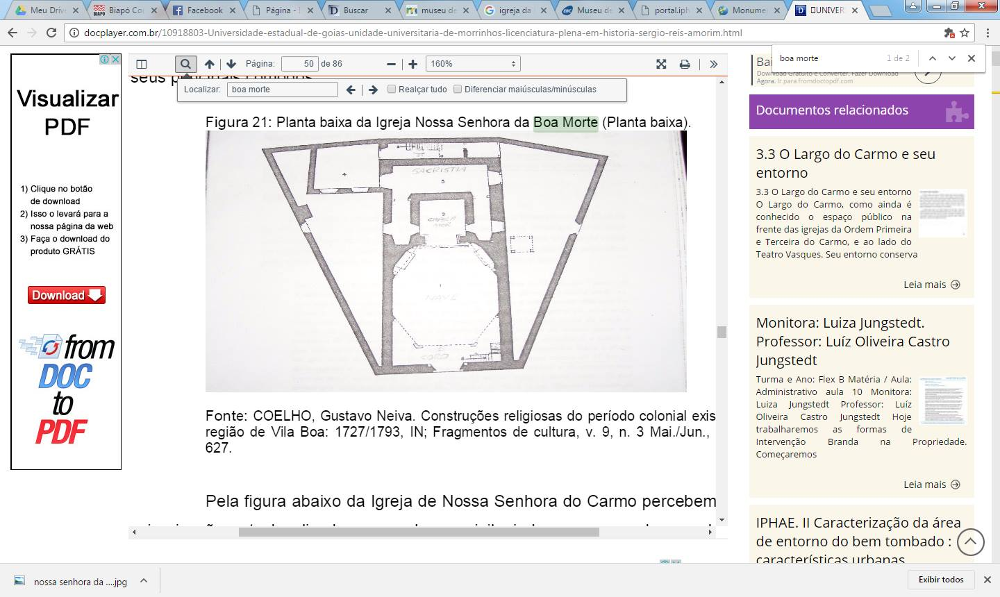 Meu Drive
Biapó Co
Facebook
Página -
Buscar
museu de
igreja da
Museu de
portal.iph
Monume
UNIVER
docplayer.com.br/10918803-Universidade-estadual-de-goias-unidade-universitaria-de-morrinhos-licenciatura-plena-em-historia-sergio-reis-amorim.html
boa morte 1 de 2
Visualizar
PDF
1) Clique no botão
de download
2) Isso o levará para a
nossa página da web
3) Faça o download do
produto GRÁTIS
Download
from
DOC
to
PDF
Página: 50 de 86
160%
Localizar: boa morte
Realçar tudo
Diferenciar maiúsculas/minúsculas
Figura 21: Planta baixa da Igreja Nossa Senhora da Boa Morte (Planta baixa).
SACRISTIA
3
4
2
CAPELA
MOR
1
NAVE
CORO
Fonte: COELHO, Gustavo Neiva. Construções religiosas do período colonial exis
região de Vila Boa: 1727/1793, IN; Fragmentos de cultura, v. 9, n. 3 Mai./Jun.,
627.
Pela figura abaixo da Igreja de Nossa Senhora do Carmo percebem
Bai
Download Gratuito e Converter. Fazer Download
Agora. Ir para fromdoctopdf.com
Documentos relacionados
3.3 O Largo do Carmo e seu
entorno
3.3 O Largo do Carmo e seu entorno
O Largo do Carmo, como ainda é
conhecido o espaço público na
frente das igrejas da Ordem Primeira
e Terceira do Carmo, e ao lado do
Teatro Vasques. Seu entorno conserva
Leia mais
Monitora: Luiza Jungstedt.
Professor: Luíz Oliveira Castro
Jungstedt
Turma e Ano: Flex B Matéria / Aula:
Administrativo aula 10 Monitora:
Luiza Jungstedt Professor: Luíz
Oliveira Castro Jungstedt Hoje
trabalharemos as formas de
Intervenção Branda na Propriedade.
Começaremos
Leia mais
IPHAE. II Caracterização da área
de entorno do bem tombado :
características urbanas
nossa senhora da ....jpg
Exibir todos